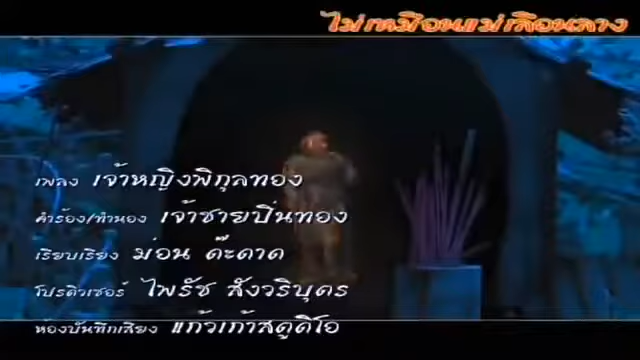 ไม่เหมือนแม่เลือนลาง
เพลง เจ้าหญิงพิกุลทอง
คำร้อง/ทำนอง เจ้าชายปิ่นทอง
เรียบเรียง ม่อน ต๊ะดาด
โปรดิวเซอร์ ไพรัช สังวริบุตร
ห้องบันทึกเสียง แก้วเก้าสตูดิโอ